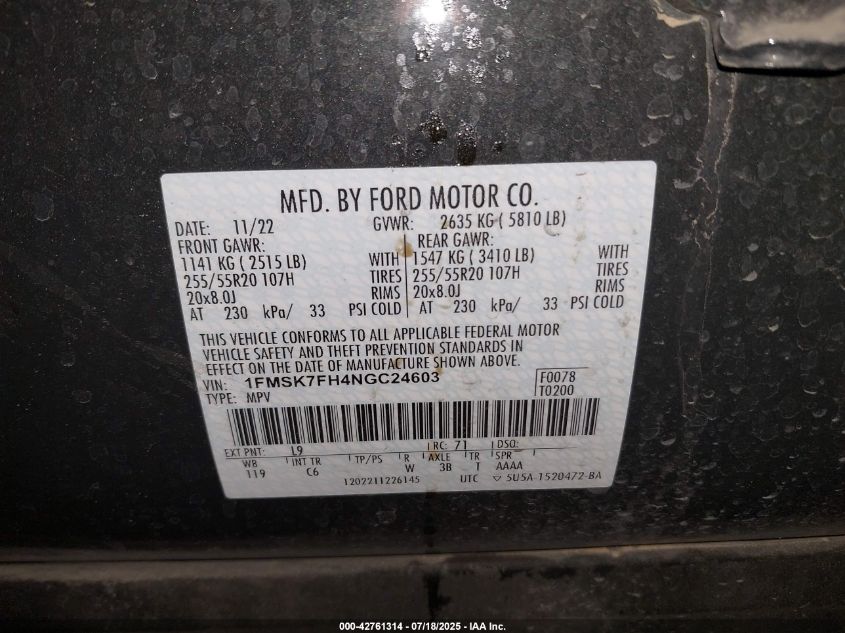 MFD. BY FORD MOTOR CO.
DATE: 11/22 GVWR: 2635 KG ( 5810 LB)
FRONT GAWR: REAR GAWR:
1141 KG ( 2515 LB) WITH 1547 KG ( 3410 LB) WITH
255/55R20 107H TIRES 255/55R20 107H TIRES
20x8.0J RIMS 20x8.0J RIMS
AT 230 kPa/ 33 PSI COLD AT 230 kPa/ 33 PSI COLD
THIS VEHICLE CONFORMS TO ALL APPLICABLE FEDERAL MOTOR
VEHICLE SAFETY AND THEFT PREVENTION STANDARDS IN
EFFECT ON THE DATE OF MANUFACTURE SHOWN ABOVE.
VIN: 1FMSK7FH4NGC24603 F0078
TYPE: MPV T0200
EXT PNT: L9 RC: 71 DSO:
WB INT TR TP/PS R AXLE TR SPR
119 C6 W 3B T AAAA
1202211226145 UTC ▽ 5U5A-1520472-BA
000-42761314 / 07/18/2025 / IAA Inc.